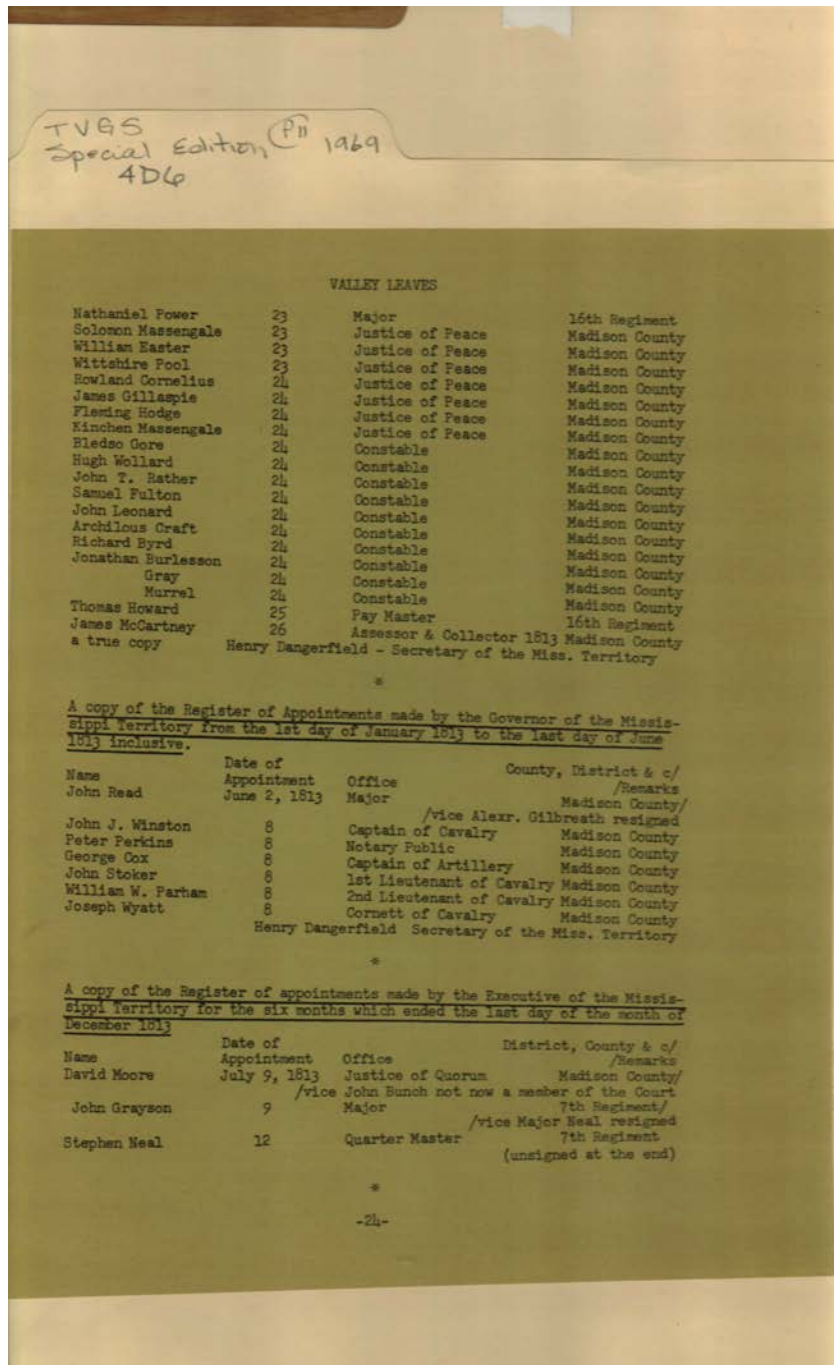 TVGS
Special Edition, P11 1969
4D6
VALLEY LEAVES
Nathaniel Power 23 Major 16th Regiment
Solomon Massengale 23 Justice of Peace Madison County
William Easter 23 Justice of Peace Madison County
Wittshire Pool 23 Justice of Peace Madison County
Rowland Cornelius 24 Justice of Peace Madison County
James Gillaspie 24 Justice of Peace Madison County
Fleming Hodge 24 Justice of Peace Madison County
Kinchen Massengale 24 Justice of Peace Madison County
Bledso Gore 24 Constable Madison County
Hugh Wollard 24 Constable Madison County
John T. Rather 24 Constable Madison County
Samuel Fulton 24 Constable Madison County
John Leonard 24 Constable Madison County
Archilous Craft 24 Constable Madison County
Richard Byrd 24 Constable Madison County
Jonathan Burlesson 24 Constable Madison County
Gray 24 Constable Madison County
Murrel 24 Constable Madison County
Thomas Howard 25 Pay Master 16th Regiment
James McCartney 26 Assessor & Collector 1813 Madison County
a true copy Henry Dangerfield - Secretary of the Miss. Territory
*
A copy of the Register of Appointments made by the Governor of the Missis-
sippi Territory from the 1st day of January 1813 to the last day of June
1813 inclusive.
Date of County, District & c/
Name Appointment Office /Remarks
John Read June 2, 1813 Major Madison County/
/vice Alexr. Gilbreath resigned
John J. Winston 8 Captain of Cavalry Madison County
Peter Perkins 8 Notary Public Madison County
George Cox 8 Captain of Artillery Madison County
John Stoker 8 1st Lieutenant of Cavalry Madison County
William W. Parham 8 2nd Lieutenant of Cavalry Madison County
Joseph Wyatt 8 Cornett of Cavalry Madison County
Henry Dangerfield Secretary of the Miss. Territory
*
A copy of the Register of appointments made by the Executive of the Missis-
sippi Territory for the six months which ended the last day of the month of
December 1813
Date of District, County & c/
Name Appointment Office /Remarks
David Moore July 9, 1813 Justice of Quorum Madison County/
/vice John Bunch not now a member of the Court
John Grayson 9 Major 7th Regiment/
/vice Major Neal resigned
Stephen Neal 12 Quarter Master 7th Regiment
(unsigned at the end)
*
-24-